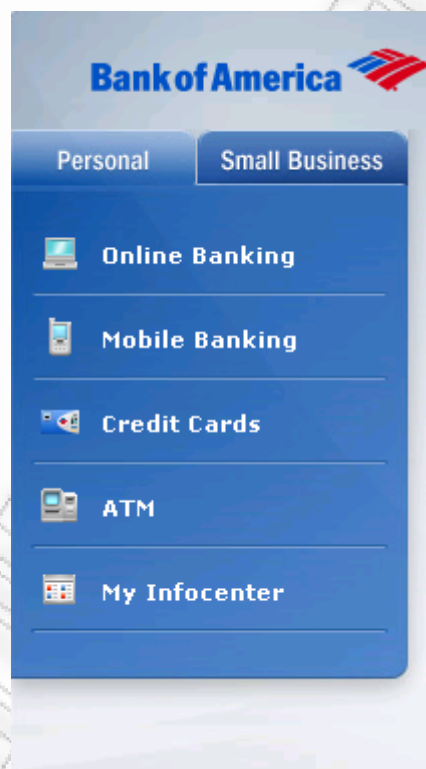 Bank of America
Personal Small Business
Online Banking
Mobile Banking
Credit Cards
ATM
My Infocenter